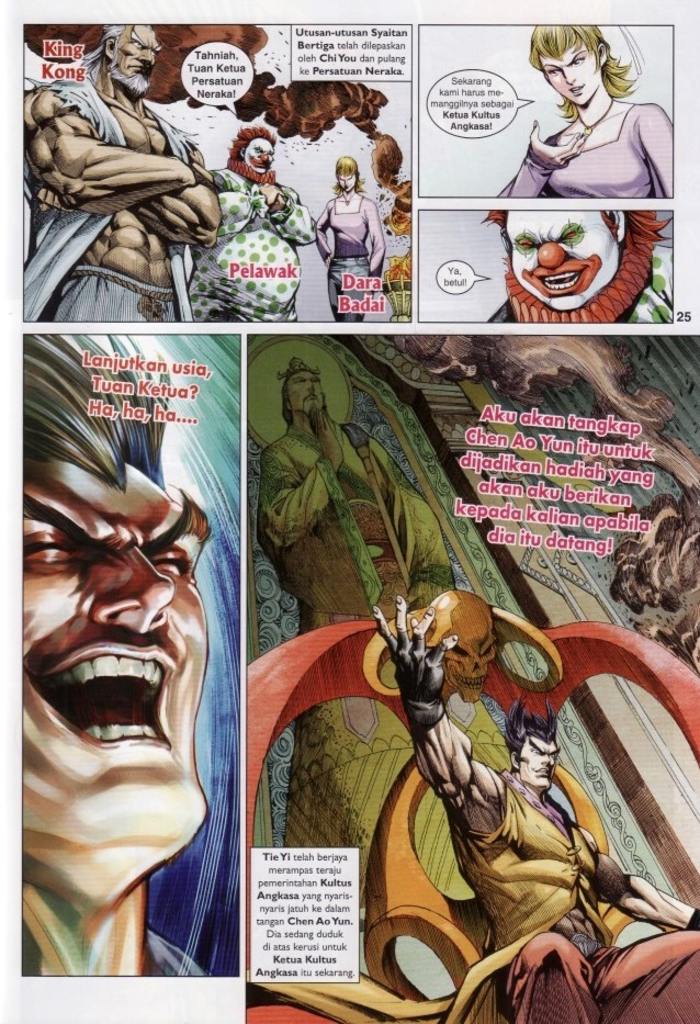 King
Kong
Tahniah,
Tuan Ketua
Persatuan
Neraka!
Utusan-utusan Syaitan
Bertiga telah dilepaskan
oleh Chi You dan pulang
ke Persatuan Neraka.
Pelawak
Dara
Badai
Sekarang
kami harus me-
manggilnya sebagai
Ketua Kultus
Angkasa!
Ya,
betul!
25
Lanjutkan usia,
Tuan Ketua?
Ha, ha, ha....
Aku akan tangkap
Chen Ao Yun itu untuk
dijadikan hadiah yang
akan aku berikan
kepada kalian apabila
dia itu datang!
Tie Yi telah berjaya
merampas teraju
pemerintahan Kultus
Angkasa yang nyaris-
nyaris jatuh ke dalam
tangan Chen Ao Yun.
Dia sedang duduk
di atas kerusi untuk
Ketua Kultus
Angkasa itu sekarang.